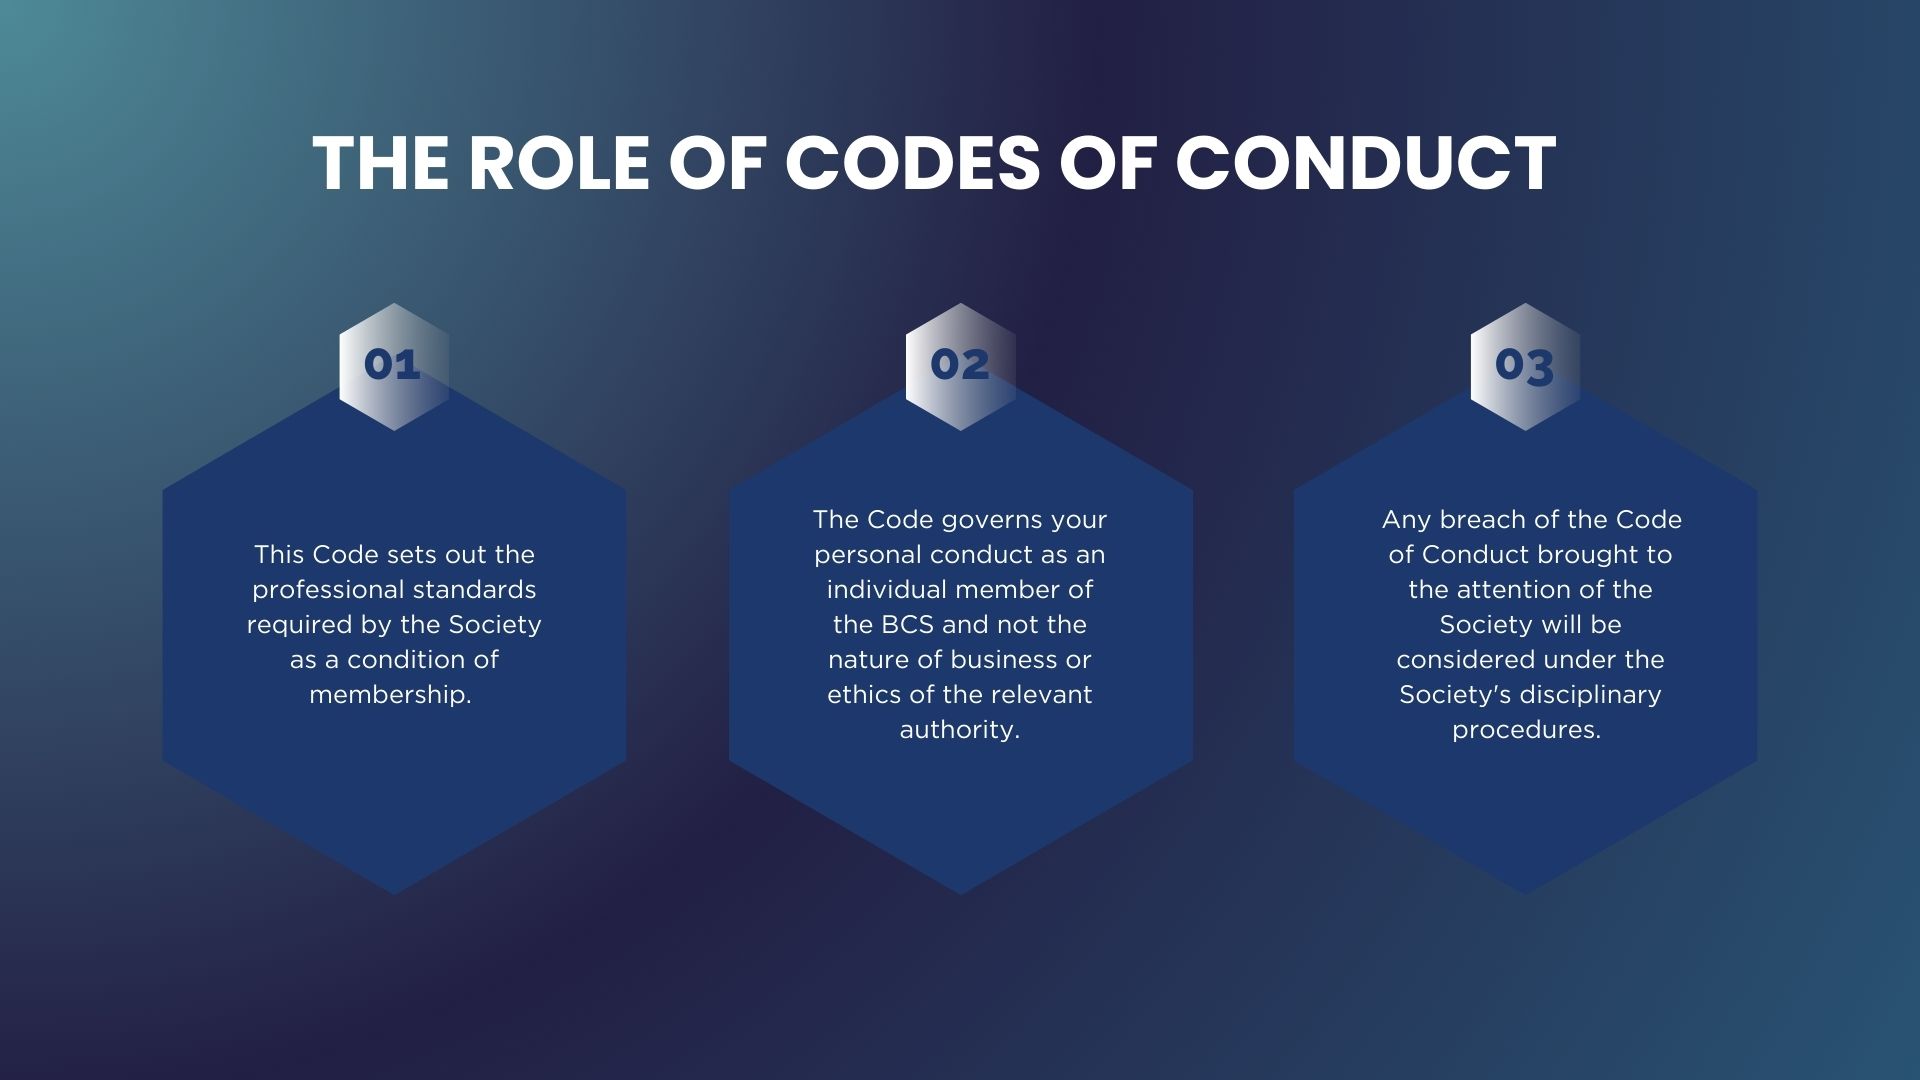 THE ROLE OF CODES OF CONDUCT
01
This Code sets out the
professional standards
required by the Society
as a condition of
membership.
02
The Code governs your
personal conduct as an
individual member of
the BCS and not the
nature of business or
ethics of the relevant
authority.
03
Any breach of the Code
of Conduct brought to
the attention of the
Society will be
considered under the
Society's disciplinary
procedures.